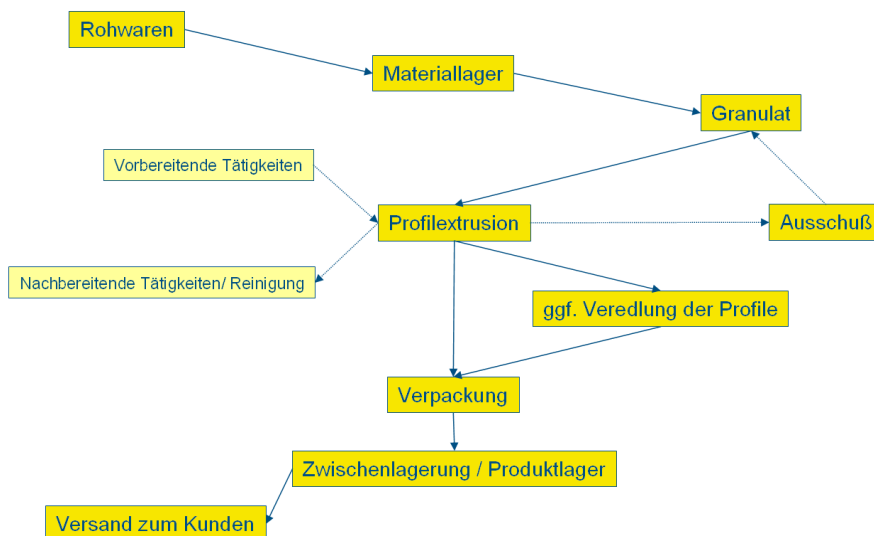 Rohwaren
Materiallager
Granulat
Vorbereitende Tätigkeiten
Profilextrusion
Ausschuß
Nachbereitende Tätigkeiten/ Reinigung
ggf. Veredlung der Profile
Verpackung
Zwischenlagerung / Produktlager
Versand zum Kunden